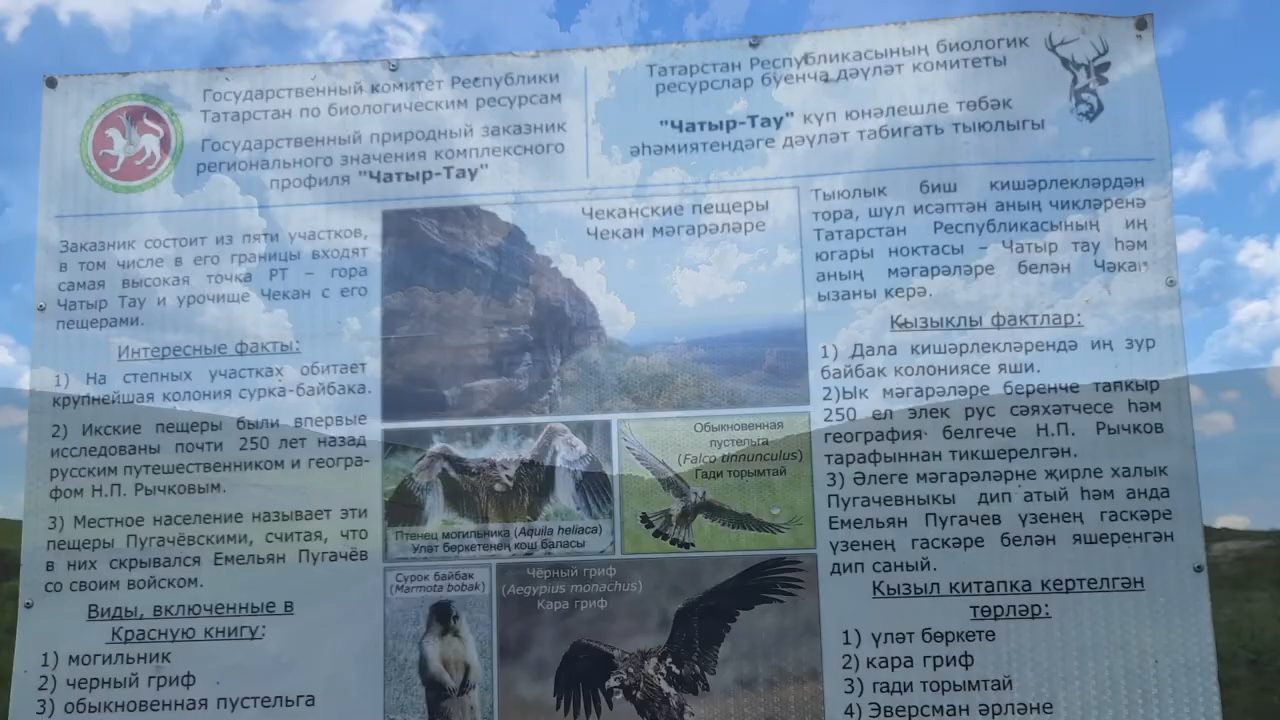 Государственный комитет Республики
Татарстан по биологическим ресурсам
Государственный природный заказник
регионального значения комплексного
профиля "Чатыр-Тау"
Татарстан Республикасының биологик
ресурслар буенча дәүләт комитеты
"Чатыр-Тау" күп юнәлешле төбәк
әһәмиятендәге дәүләт табигать тыюлыгы
Заказник состоит из пяти участков,
в том числе в его границы входят
самая высокая точка РТ – гора
Чатыр Тау и урочище Чекан с его
пещерами.
Интересные факты:
1) На степных участках обитает
крупнейшая колония сурка-байбака.
2) Икские пещеры были впервые
исследованы почти 250 лет назад
русским путешественником и геогра-
фом Н.П. Рычковым.
3) Местное население называет эти
пещеры Пугачёвскими, считая, что
в них скрывался Емельян Пугачёв
со своим войском.
Виды, включенные в
Красную книгу:
1) могильник
2) черный гриф
3) обыкновенная пустельга
Чеканские пещеры
Чекан мәгарәләре
Птенец могильника (Aquila heliaca)
Үләт бөркетенең кош баласы
Обыкновенная
пустельга
(Falco tinnunculus)
Гади торымтай
Сурок байбак
(Marmota bobak)
Чёрный гриф
(Aegypius monachus)
Кара гриф
Тыюлык биш кишәрлекләрдән
тора, шул исәптән аның чикләренә
Татарстан Республикасының иң
югары ноктасы – Чатыр тау һәм
аның мәгарәләре белән Чәкан
ызаны керә.
Кызыклы фактлар:
1) Дала кишәрлекләрендә иң зур
байбак колониясе яши.
2)Ык мәгарәләре беренче тапкыр
250 ел элек рус сәяхәтчесе һәм
география белгече Н.П. Рычков
тарафыннан тикшерелгән.
3) Әлеге мәгарәләрне җирле халык
Пугачевныкы дип атый һәм анда
Емельян Пугачев үзенең гаскәре
үзенең гаскәре белән яшеренгән
дип саный.
Кызыл китапка кертелгән
төрләр:
1) үләт бөркете
2) кара гриф
3) гади торымтай
4) Эверсман әрләне